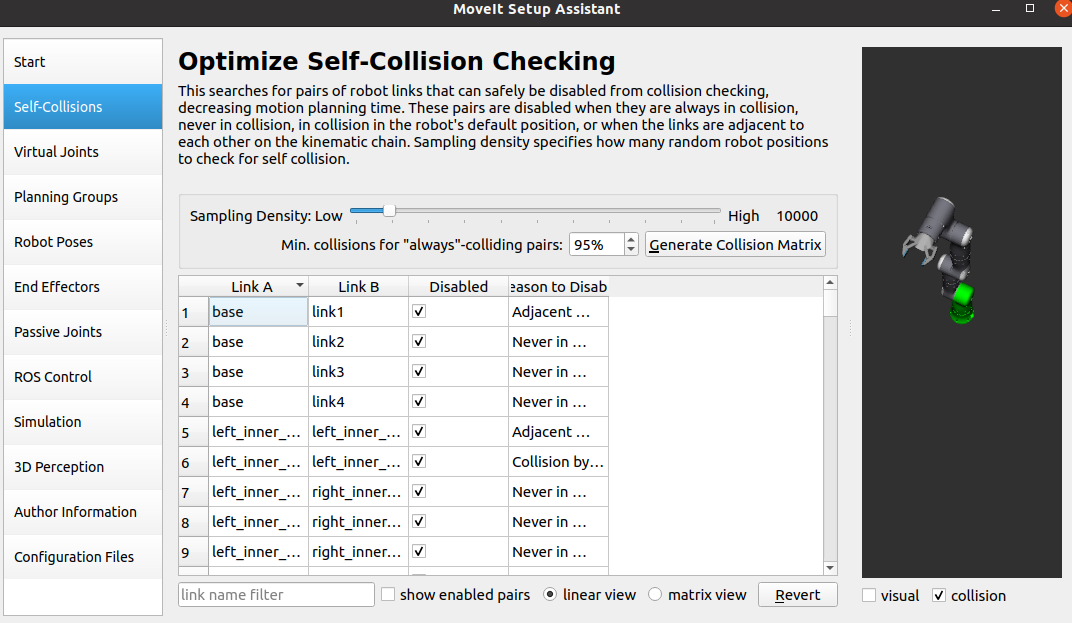 MoveIt Setup Assistant
Start
Self-Collisions
Virtual Joints
Planning Groups
Robot Poses
End Effectors
Passive Joints
ROS Control
Simulation
3D Perception
Author Information
Configuration Files
Optimize Self-Collision Checking
This searches for pairs of robot links that can safely be disabled from collision checking,
decreasing motion planning time. These pairs are disabled when they are always in collision,
never in collision, in collision in the robot's default position, or when the links are adjacent to
each other on the kinematic chain. Sampling density specifies how many random robot positions
to check for self collision.
Sampling Density: Low High 10000
Min. collisions for "always"-colliding pairs: 95% Generate Collision Matrix
Link A Link B Disabled eason to Disab
1 base link1 Adjacent ...
2 base link2 Never in ...
3 base link3 Never in ...
4 base link4 Never in ...
5 left_inner_... left_inner_... Adjacent ...
6 left_inner_... left_inner_... Collision by...
7 left_inner_... right_inner... Never in ...
8 left_inner_... right_inner... Never in ...
9 left_inner_... right_inner... Never in ...
link name filter show enabled pairs linear view matrix view Revert
visual collision